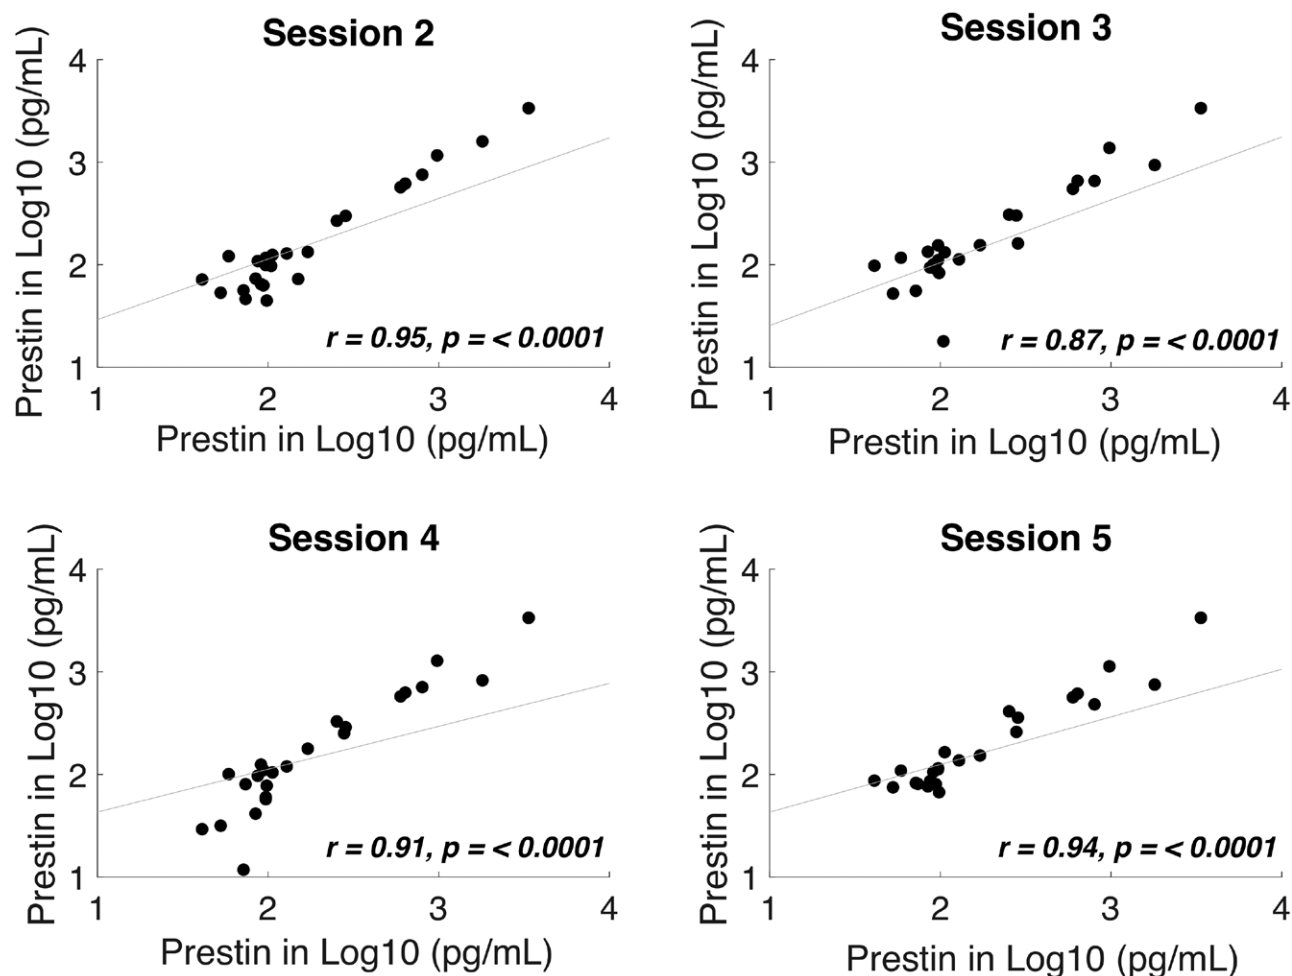 Session 2
Prestin in Log10 (pg/mL)
4
3
2
1
r = 0.95, p = < 0.0001
1 2 3 4
Prestin in Log10 (pg/mL)
Session 3
Prestin in Log10 (pg/mL)
4
3
2
1
r = 0.87, p = < 0.0001
1 2 3 4
Prestin in Log10 (pg/mL)
Session 4
Prestin in Log10 (pg/mL)
4
3
2
1
r = 0.91, p = < 0.0001
1 2 3 4
Prestin in Log10 (pg/mL)
Session 5
Prestin in Log10 (pg/mL)
4
3
2
1
r = 0.94, p = < 0.0001
1 2 3 4
Prestin in Log10 (pg/mL)